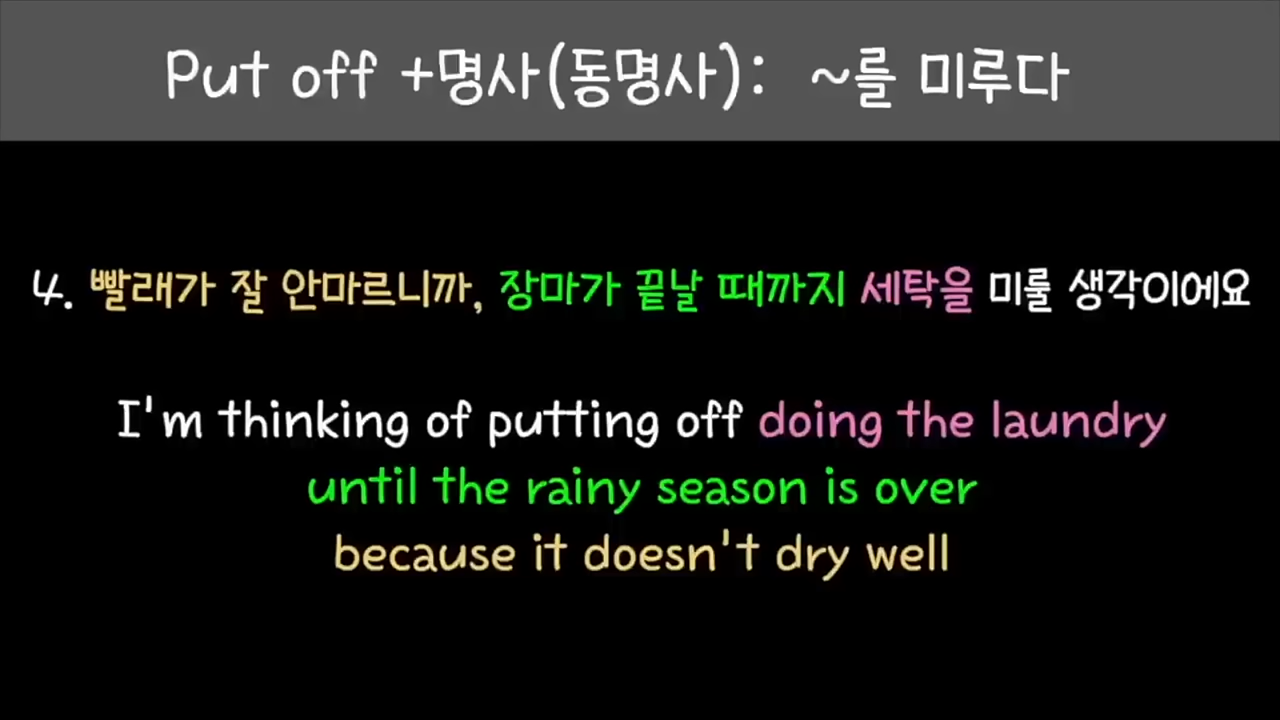 Put off +명사(동명사): ~를 미루다
4. 빨래가 잘 안마르니까, 장마가 끝날 때까지 세탁을 미룰 생각이에요
I'm thinking of putting off doing the laundry
until the rainy season is over
because it doesn't dry well